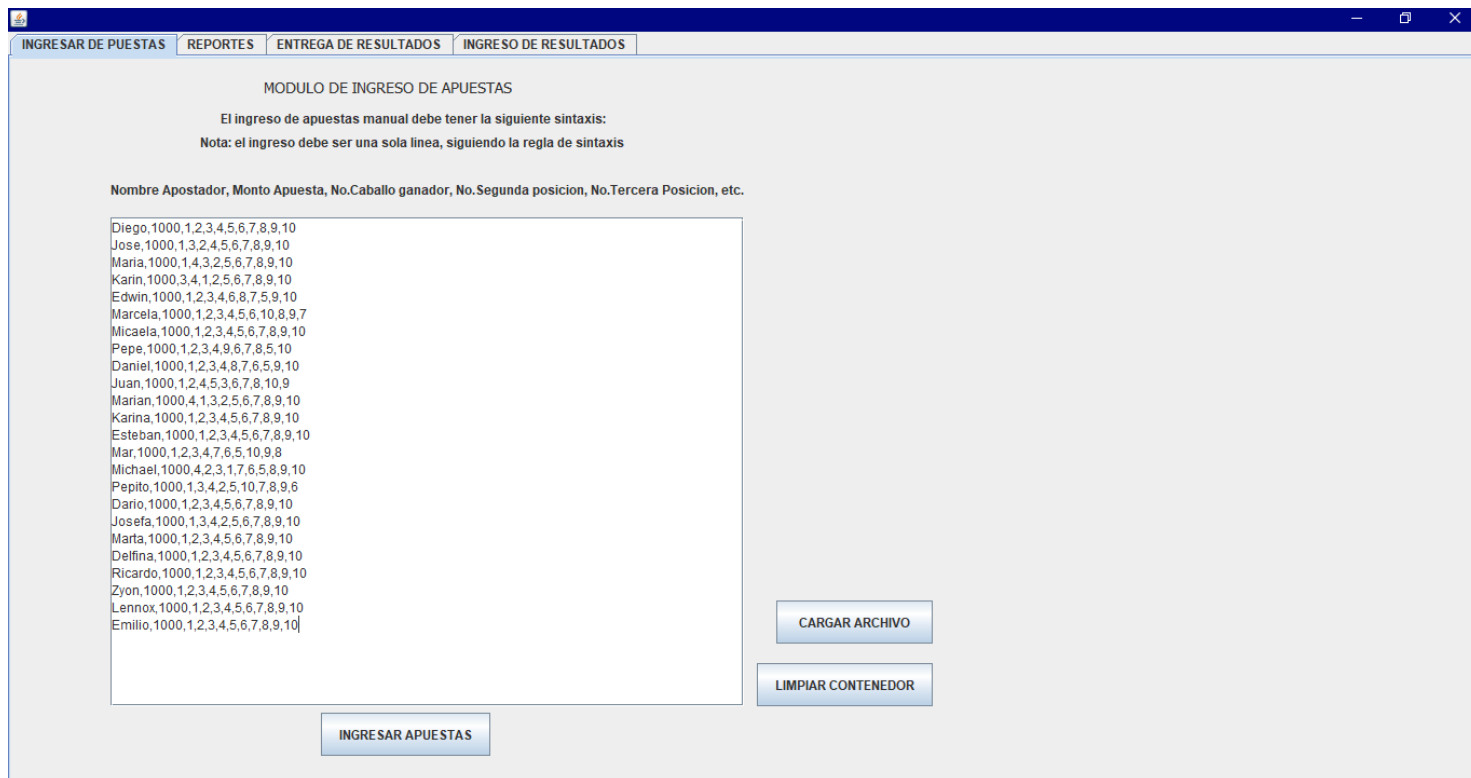 INGRESAR DE PUESTAS REPORTES ENTREGA DE RESULTADOS INGRESO DE RESULTADOS
MODULO DE INGRESO DE APUESTAS
El ingreso de apuestas manual debe tener la siguiente sintaxis:
Nota: el ingreso debe ser una sola linea, siguiendo la regla de sintaxis
Nombre Apostador, Monto Apuesta, No.Caballo ganador, No.Segunda posicion, No.Tercera Posicion, etc.
Diego,1000,1,2,3,4,5,6,7,8,9,10
Jose,1000,1,3,2,4,5,6,7,8,9,10
Maria,1000,1,4,3,2,5,6,7,8,9,10
Karin,1000,3,4,1,2,5,6,7,8,9,10
Edwin,1000,1,2,3,4,6,8,7,5,9,10
Marcela,1000,1,2,3,4,5,6,10,8,9,7
Micaela,1000,1,2,3,4,5,6,7,8,9,10
Pepe,1000,1,2,3,4,9,6,7,8,5,10
Daniel,1000,1,2,3,4,8,7,6,5,9,10
Juan,1000,1,2,4,5,3,6,7,8,10,9
Marian,1000,4,1,3,2,5,6,7,8,9,10
Karina,1000,1,2,3,4,5,6,7,8,9,10
Esteban,1000,1,2,3,4,5,6,7,8,9,10
Mar,1000,1,2,3,4,7,6,5,10,9,8
Michael,1000,4,2,3,1,7,6,5,8,9,10
Pepito,1000,1,3,4,2,5,10,7,8,9,6
Dario,1000,1,2,3,4,5,6,7,8,9,10
Josefa,1000,1,3,4,2,5,6,7,8,9,10
Marta,1000,1,2,3,4,5,6,7,8,9,10
Delfina,1000,1,2,3,4,5,6,7,8,9,10
Ricardo,1000,1,2,3,4,5,6,7,8,9,10
Zyon,1000,1,2,3,4,5,6,7,8,9,10
Lennox,1000,1,2,3,4,5,6,7,8,9,10
Emilio,1000,1,2,3,4,5,6,7,8,9,10
CARGAR ARCHIVO
LIMPIAR CONTENEDOR
INGRESAR APUESTAS